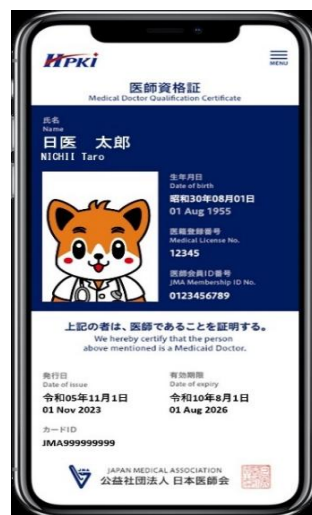 HPKI
MENU
医師資格証
Medical Doctor Qualification Certificate
氏名
Name
日医 太郎
NICHII Taro
生年月日
Date of birth
昭和30年08月01日
01 Aug 1955
医籍登録番号
Medical License No.
12345
医師会員ID番号
JMA Membership ID No.
0123456789
上記の者は、医師であることを証明する。
We hereby certify that the person
above mentioned is a Medicaid Doctor.
発行日
Date of issue
令和05年11月1日
01 Nov 2023
有効期限
Date of expiry
令和10年8月1日
01 Aug 2026
カードID
JMA999999999
JAPAN MEDICAL ASSOCIATION
公益社団法人 日本医師会